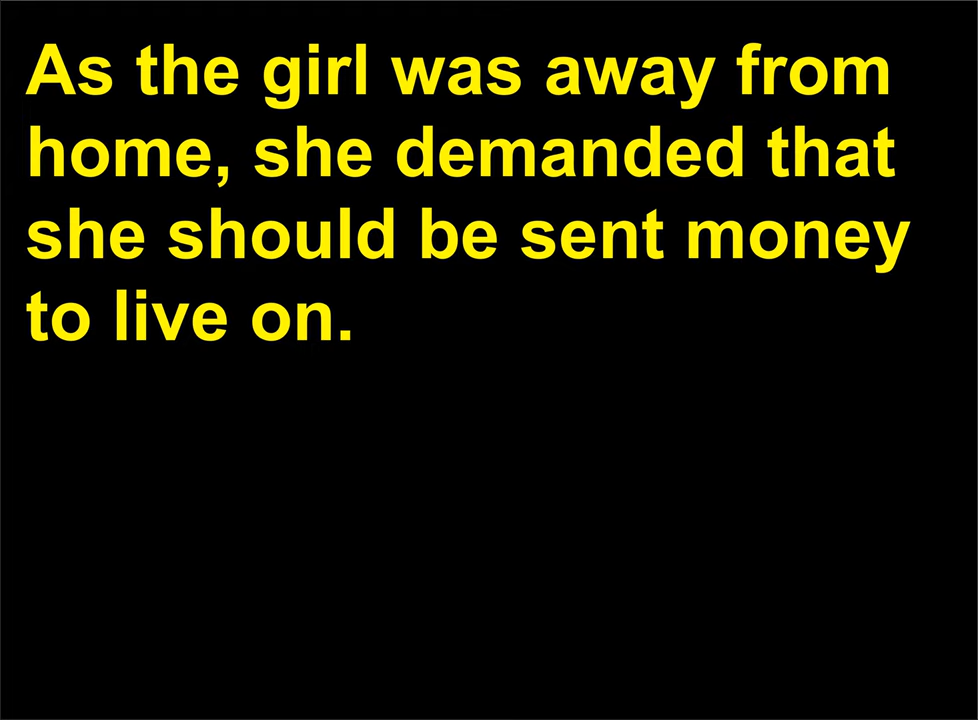 As the girl was away from
home, she demanded that
she should be sent money
to live on.